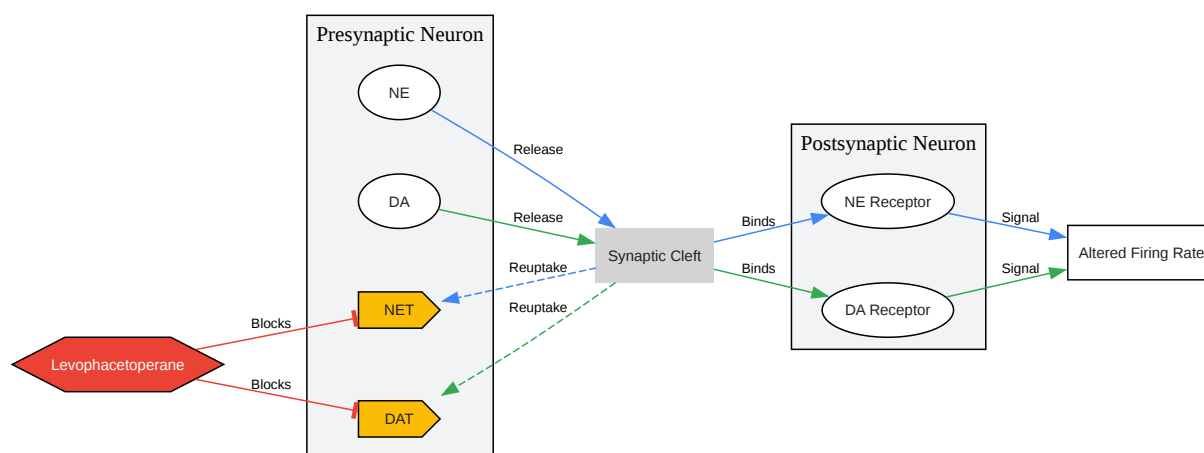 Presynaptic Neuron
NE
Release
DA
Release
Reuptake
Reuptake
NET
DAT
Levophacetoperane
Blocks
Blocks
Synaptic Cleft
Binds
Binds
Postsynaptic Neuron
NE Receptor
DA Receptor
Signal
Signal
Altered Firing Rate